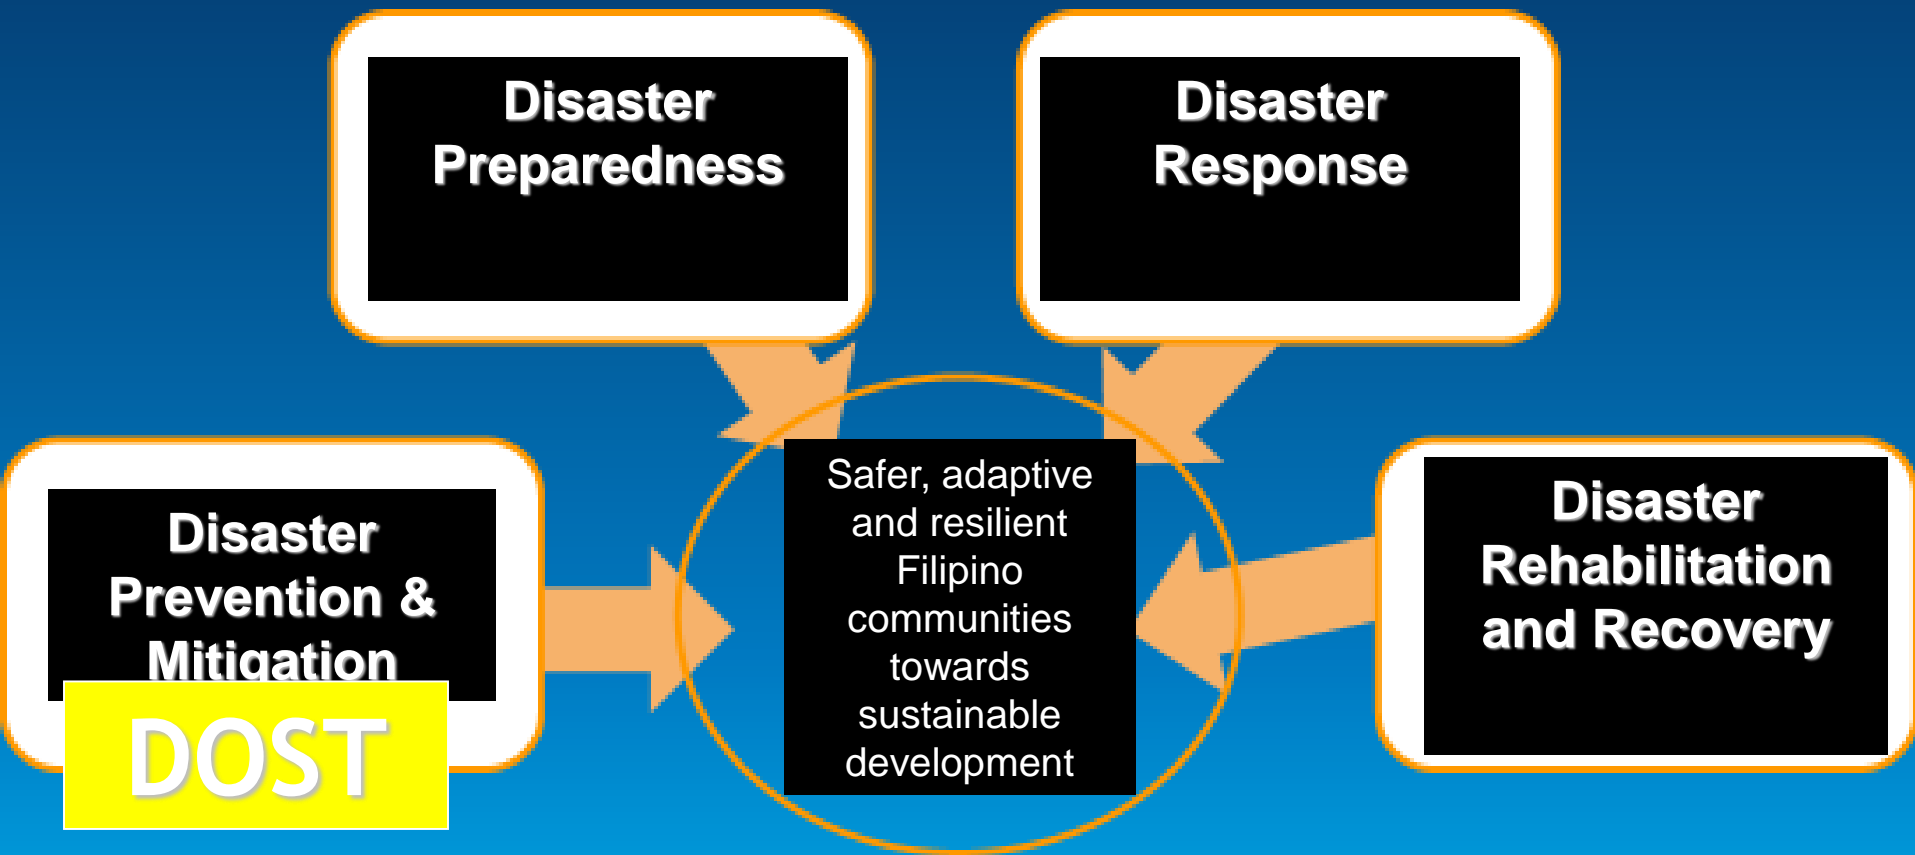 Disaster
Preparedness
Disaster
Response
Disaster
Prevention &
Mitigation
DOST
Safer, adaptive
and resilient
Filipino
communities
towards
sustainable
development
Disaster
Rehabilitation
and Recovery